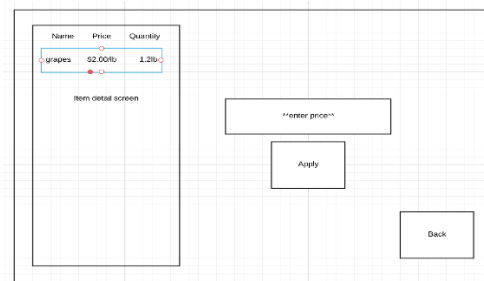 Name Price Quantity
grapes $2.00/lb 1.2lb
Item detail screen
**enter price**
Apply
Back